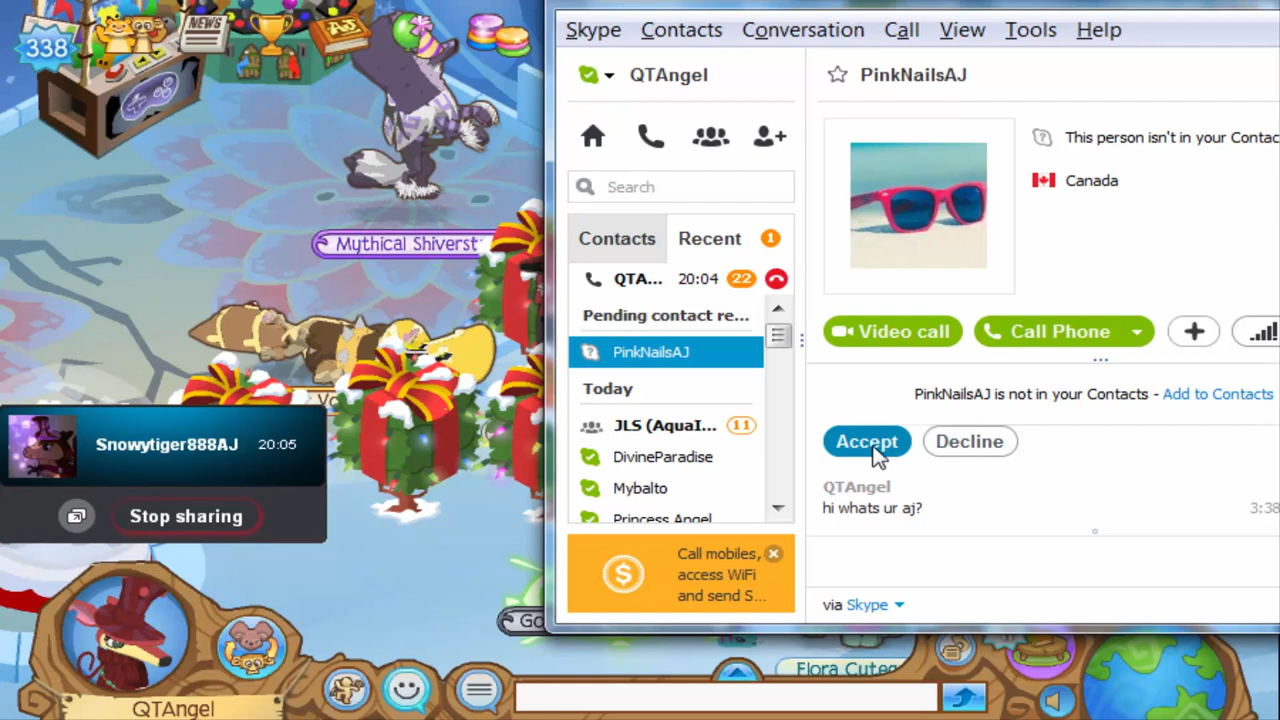 338
NEWS
AJ
Mythical Shiverst
Snowytiger888AJ 20:05
Stop sharing
QTAngel
Flora Cuteg
Go
Skype Contacts Conversation Call View Tools Help
QTAngel
Search
Contacts Recent 1
QTA... 20:04 22
Pending contact re...
PinkNailsAJ
Today
JLS (AquaI... 11
DivineParadise
Mybalto
Princess Angel
Call mobiles,
access WiFi
and send S...
$
PinkNailsAJ
This person isn't in your Contac
Canada
Video call
Call Phone
PinkNailsAJ is not in your Contacts - Add to Contacts
Accept Decline
QTAngel
hi whats ur aj? 3:38
via Skype